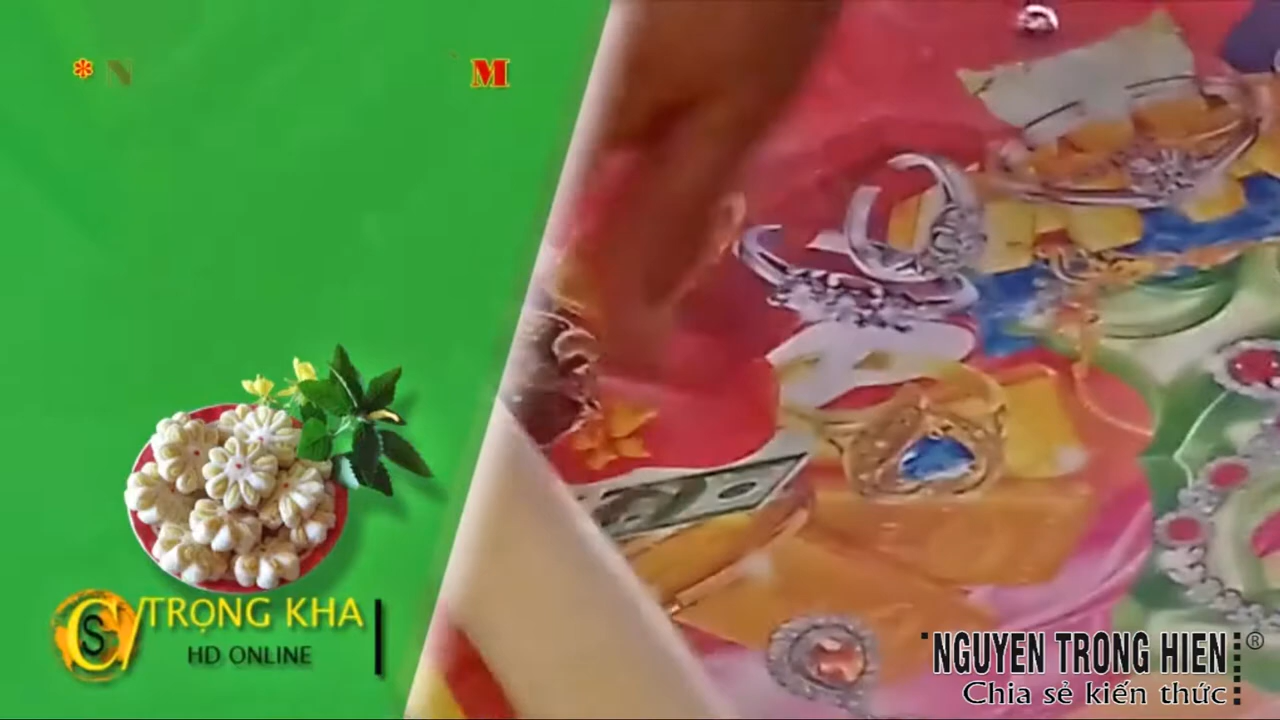 * N M
TRỌNG KHA
HD ONLINE
NGUYEN TRONG HIEN ®
Chia sẻ kiến thức